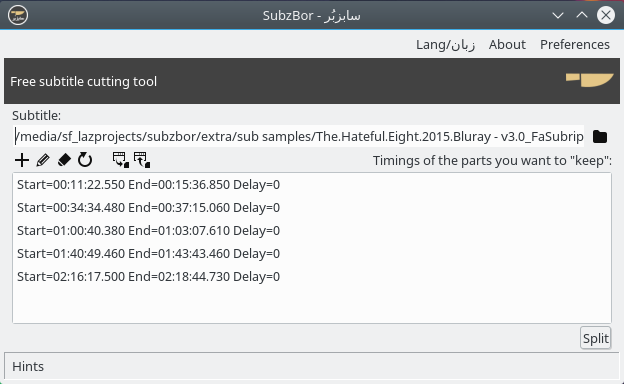 SubzBor - سابزبُر
Lang/زبان About Preferences
Free subtitle cutting tool
Subtitle:
/media/sf_lazprojects/subzbor/extra/sub samples/The.Hateful.Eight.2015.Bluray - v3.0_FaSubrip
Timings of the parts you want to "keep":
Start=00:11:22.550 End=00:15:36.850 Delay=0
Start=00:34:34.480 End=00:37:15.060 Delay=0
Start=01:00:40.380 End=01:03:07.610 Delay=0
Start=01:40:49.460 End=01:43:43.460 Delay=0
Start=02:16:17.500 End=02:18:44.730 Delay=0
Split
Hints